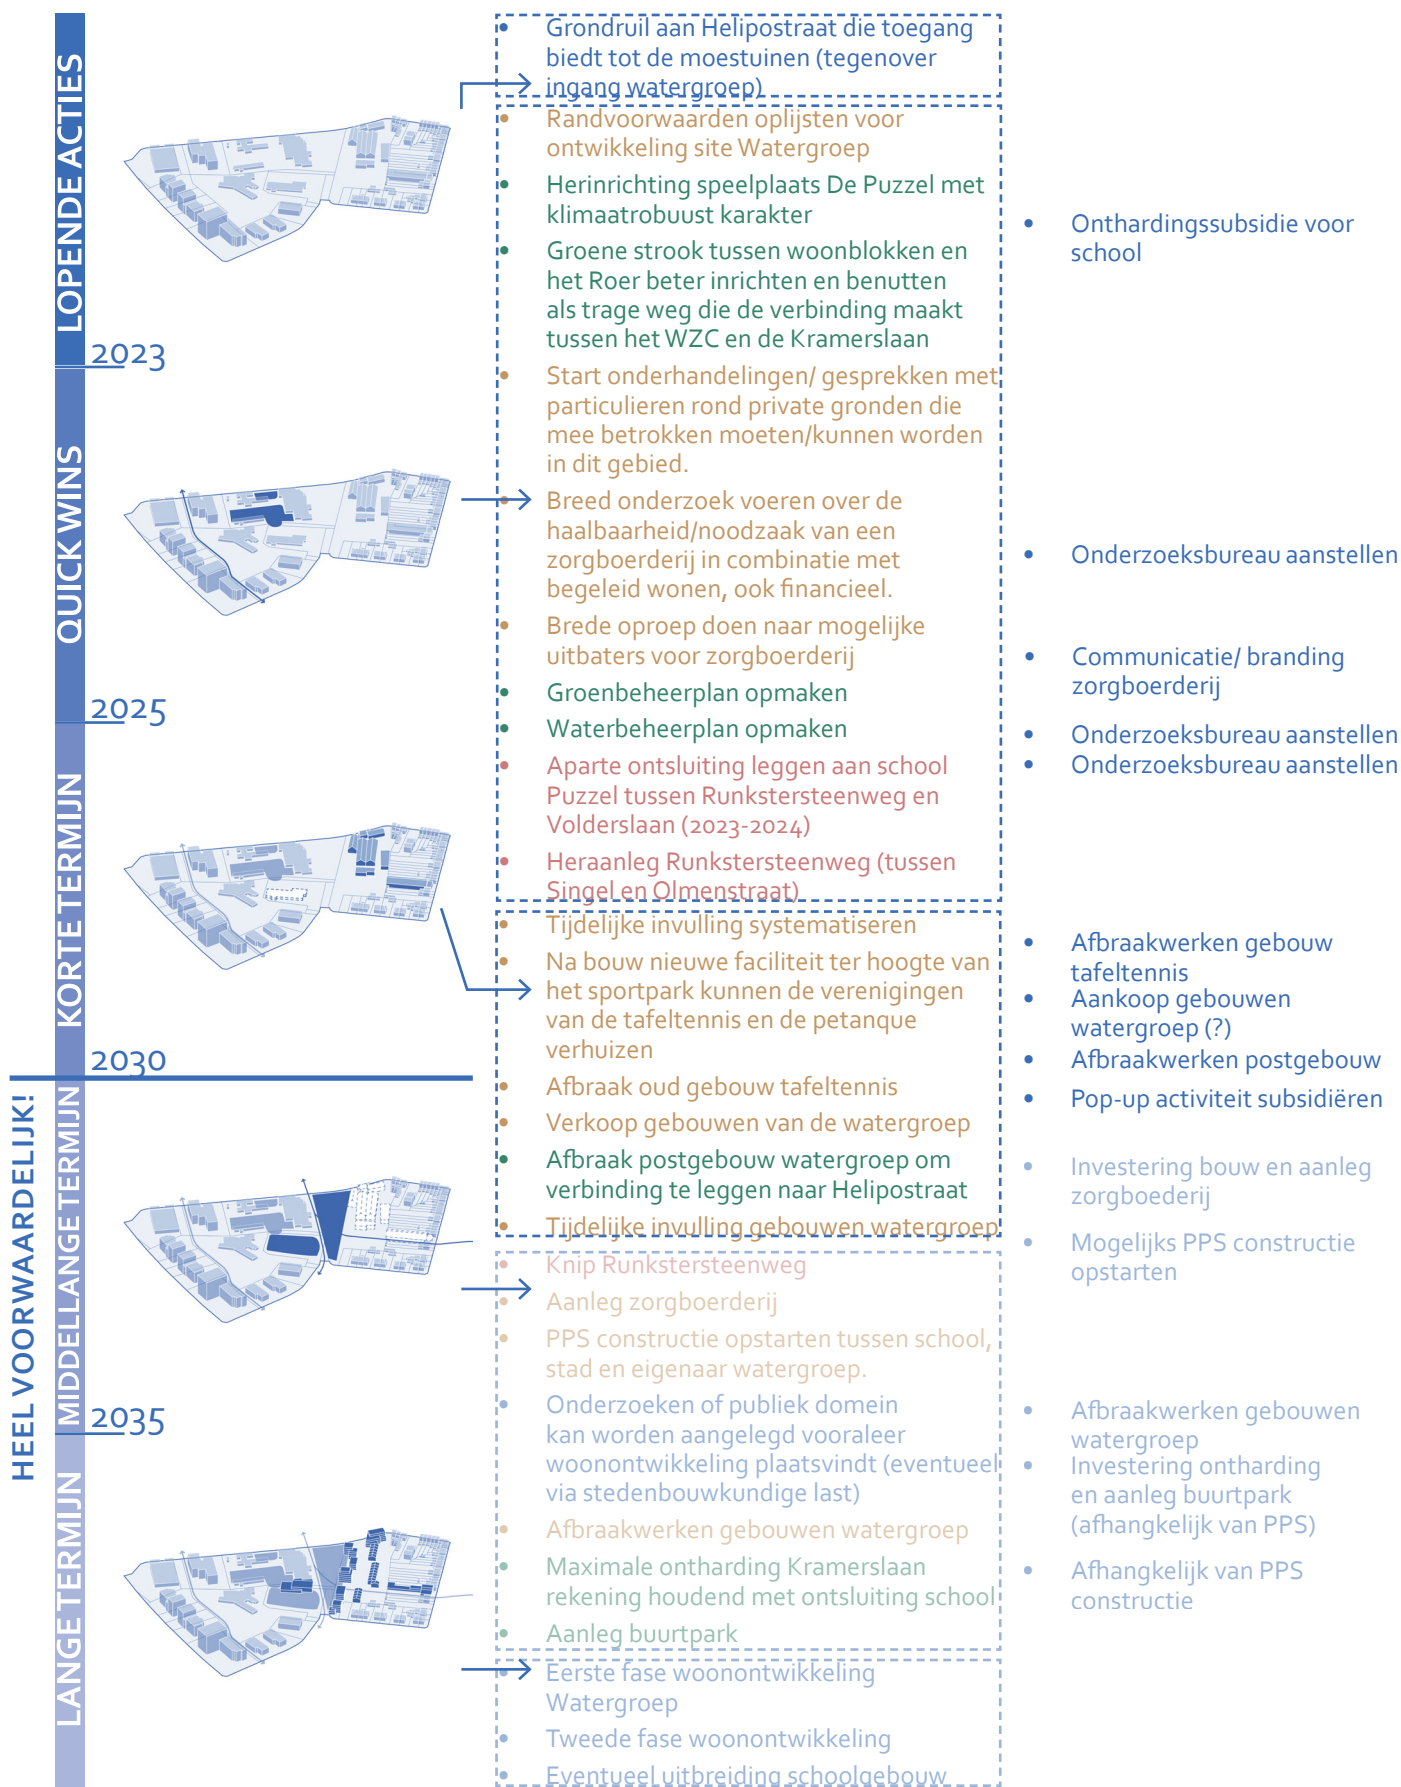 LOPENDE ACTIES
2023
QUICK WINS
2025
KORTE TERMIJN
2030
HEEL VOORWAARDELIJK!
MIDDELLANGE TERMIJN
2035
LANGE TERMIJN
• Grondruil aan Helipostraat die toegang
biedt tot de moestuinen (tegenover
ingang watergroep)
• Randvoorwaarden oplijsten voor
ontwikkeling site Watergroep
• Herinrichting speelplaats De Puzzel met
klimaatrobuust karakter
• Groene strook tussen woonblokken en
het Roer beter inrichten en benutten
als trage weg die de verbinding maakt
tussen het WZC en de Kramerslaan
• Start onderhandelingen/ gesprekken met
particulieren rond private gronden die
mee betrokken moeten/kunnen worden
in dit gebied.
• Breed onderzoek voeren over de
haalbaarheid/noodzaak van een
zorgboerderij in combinatie met
begeleid wonen, ook financieel.
• Brede oproep doen naar mogelijke
uitbaters voor zorgboerderij
• Groenbeheerplan opmaken
• Waterbeheerplan opmaken
• Aparte ontsluiting leggen aan school
Puzzel tussen Runkstersteenweg en
Volderslaan (2023-2024)
• Heraanleg Runkstersteenweg (tussen
Singel en Olmenstraat)
• Tijdelijke invulling systematiseren
• Na bouw nieuwe faciliteit ter hoogte van
het sportpark kunnen de verenigingen
van de tafeltennis en de petanque
verhuizen
• Afbraak oud gebouw tafeltennis
• Verkoop gebouwen van de watergroep
• Afbraak postgebouw watergroep om
verbinding te leggen naar Helipostraat
• Tijdelijke invulling gebouwen watergroep
• Knip Runkstersteenweg
• Aanleg zorgboerderij
• PPS constructie opstarten tussen school,
stad en eigenaar watergroep.
• Onderzoeken of publiek domein
kan worden aangelegd vooraleer
woonontwikkeling plaatsvindt (eventueel
via stedenbouwkundige last)
• Afbraakwerken gebouwen watergroep
• Maximale ontharding Kramerslaan
rekening houdend met ontsluiting school
• Aanleg buurtpark
• Eerste fase woonontwikkeling
Watergroep
• Tweede fase woonontwikkeling
• Eventueel uitbreiding schoolgebouw
• Onthardingssubsidie voor
school
• Onderzoeksbureau aanstellen
• Communicatie/ branding
zorgboerderij
• Onderzoeksbureau aanstellen
• Onderzoeksbureau aanstellen
• Afbraakwerken gebouw
tafeltennis
• Aankoop gebouwen
watergroep (?)
• Afbraakwerken postgebouw
• Pop-up activiteit subsidiëren
• Investering bouw en aanleg
zorgboederij
• Mogelijks PPS constructie
opstarten
• Afbraakwerken gebouwen
watergroep
• Investering ontharding
en aanleg buurtpark
(afhangkelijk van PPS)
• Afhangkelijk van PPS
constructie